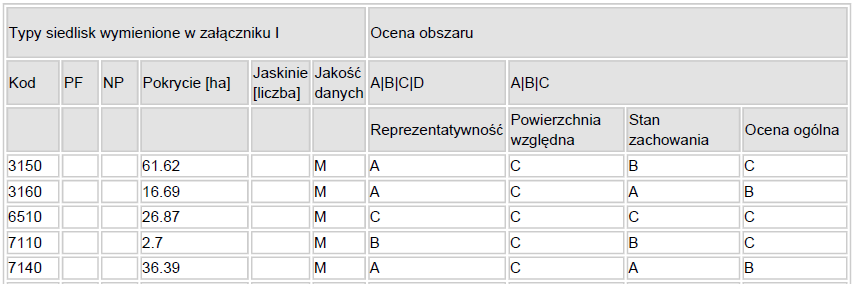 Typy siedlisk wymienione w załączniku I Ocena obszaru
Kod PF NP Pokrycie [ha] Jaskinie [liczba] Jakość danych A|B|C|D A|B|C
Reprezentatywność Powierzchnia względna Stan zachowania Ocena ogólna
3150 61.62 M A C B C
3160 16.69 M A C A B
6510 26.87 M C C C C
7110 2.7 M B C B C
7140 36.39 M A C A B